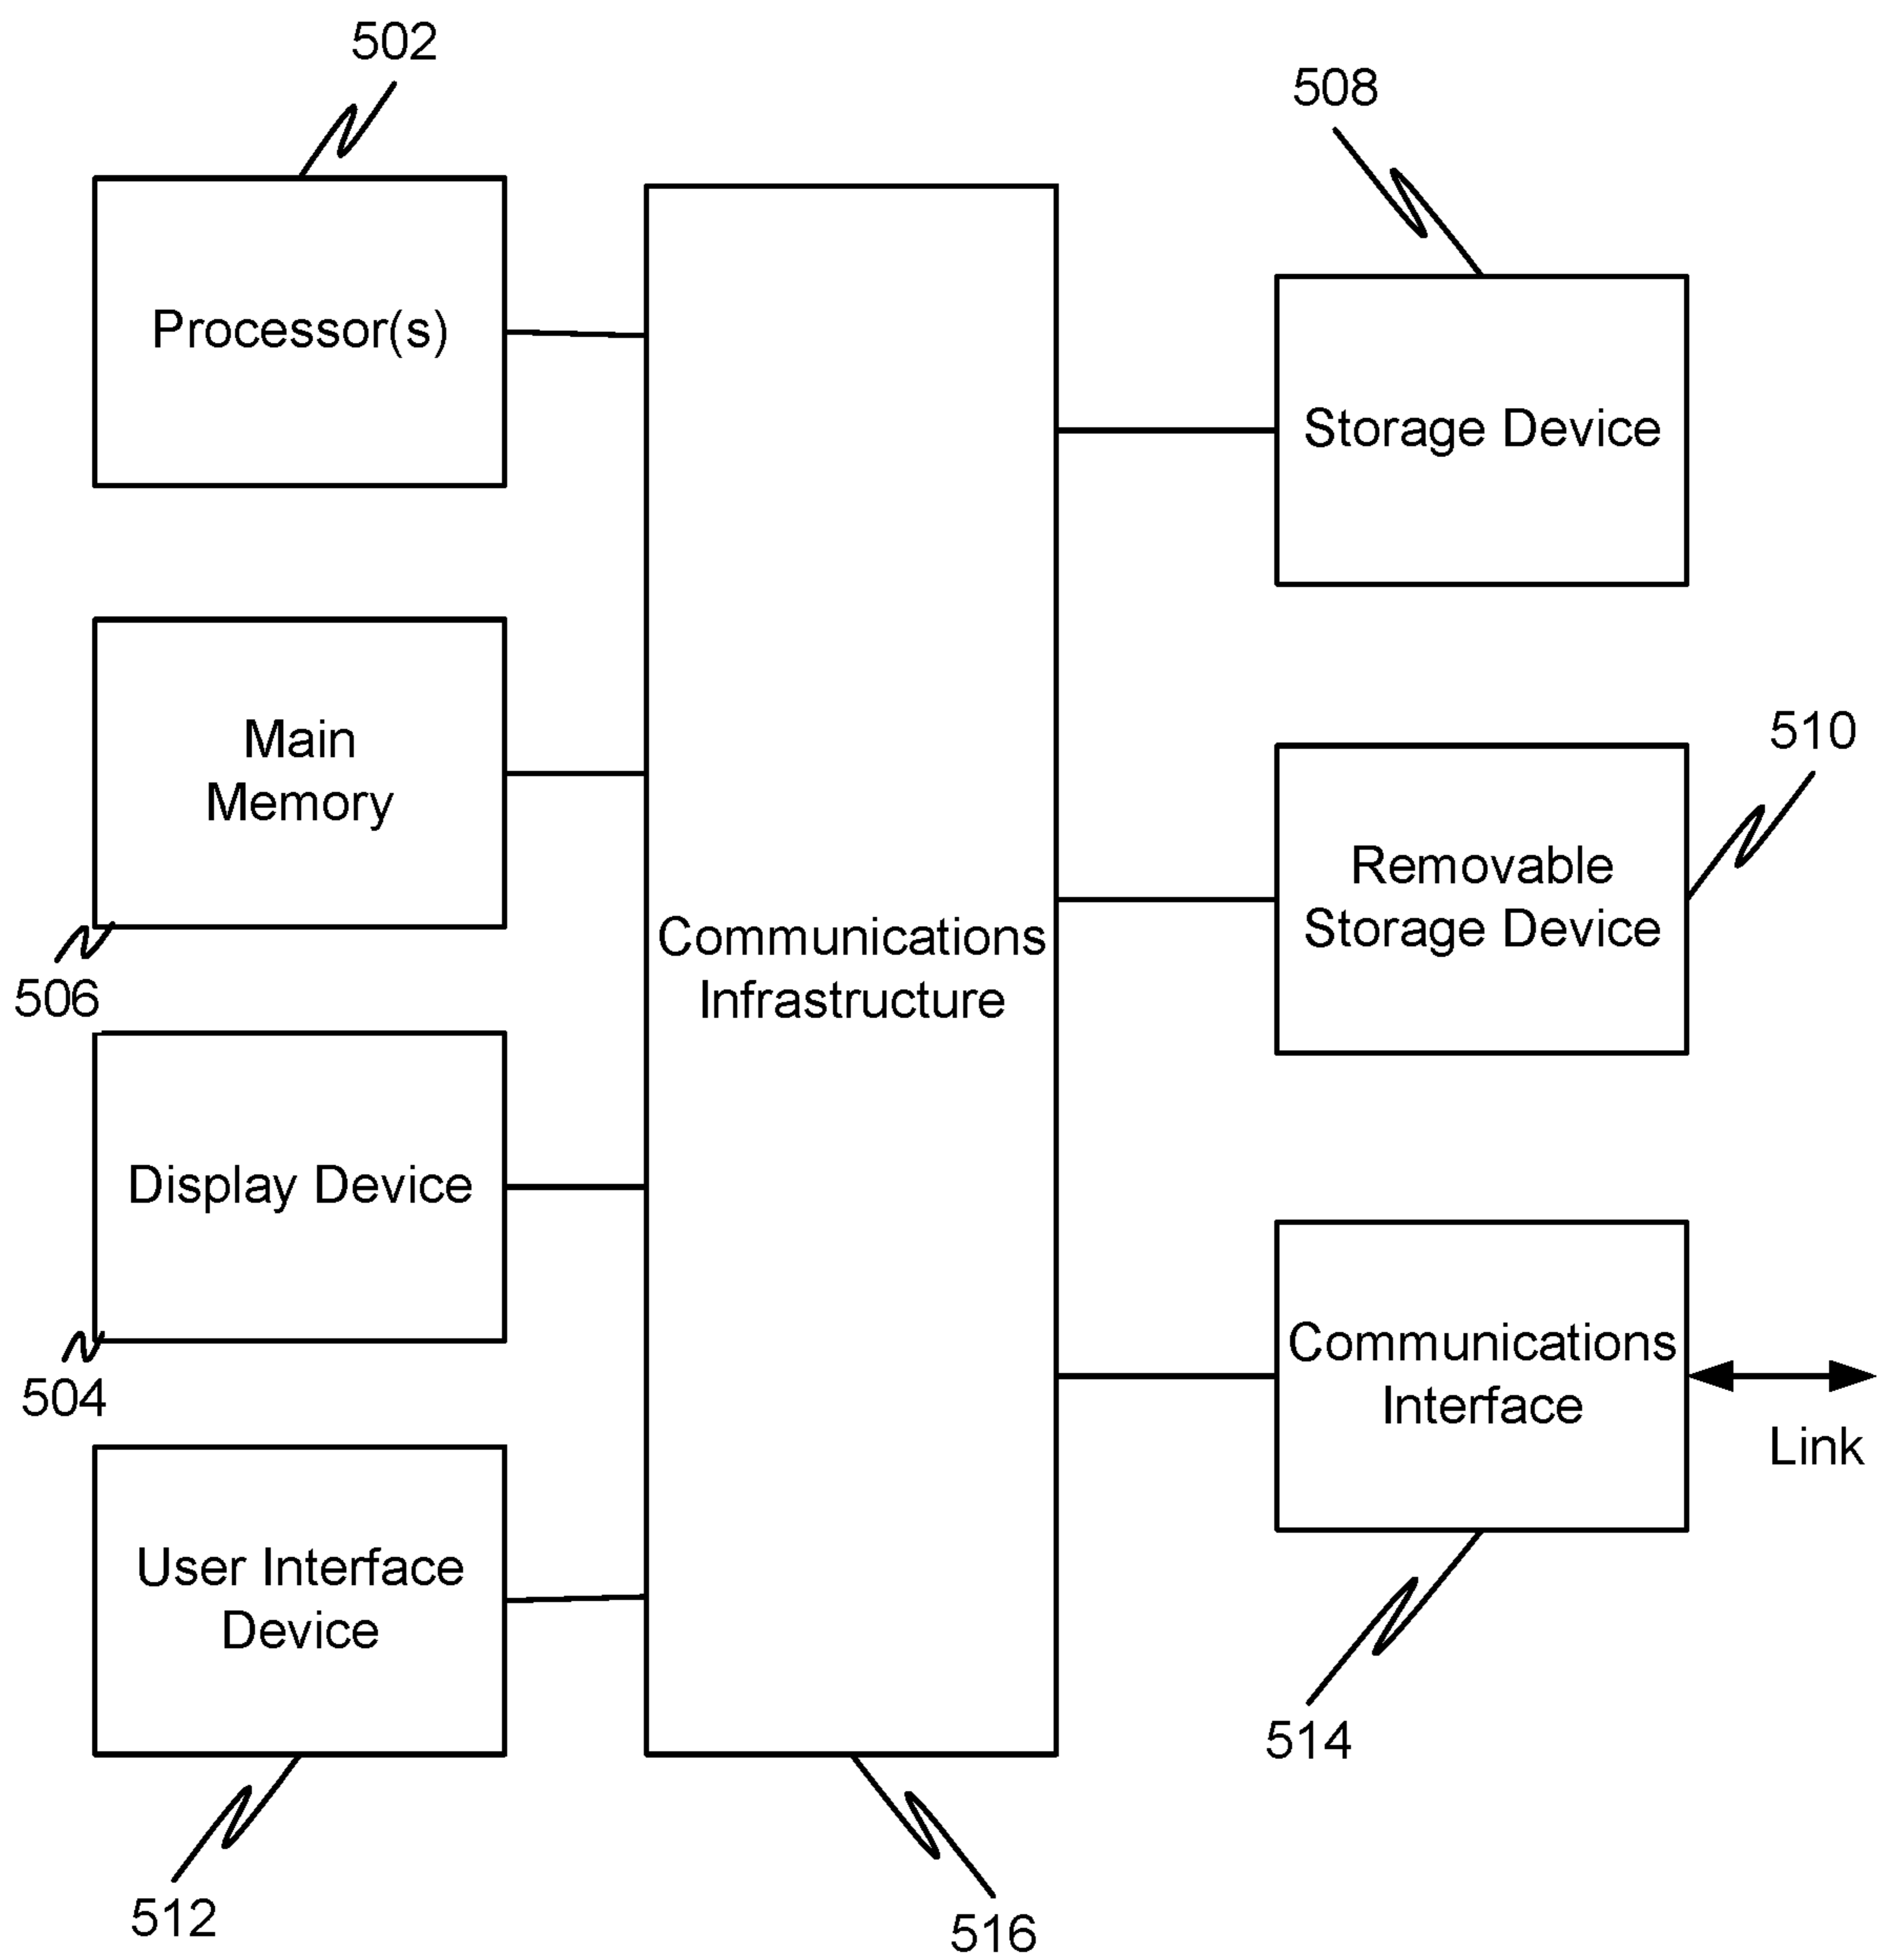 502
508
Processor(s)
Storage Device
Main
Memory
510
Removable
Storage Device
Communications
Infrastructure
506
Display Device
504
Communications
Interface
Link
User Interface
Device
514
512
516